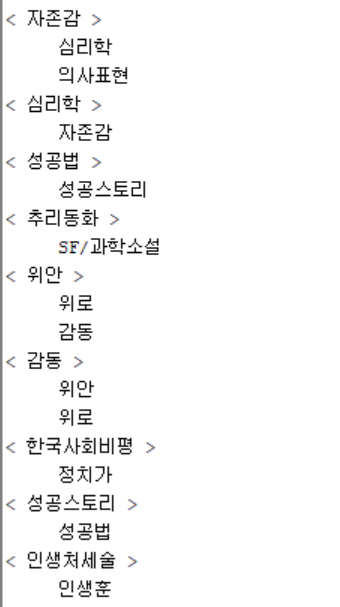 < 자존감 >
심리학
의사표현
< 심리학 >
자존감
< 성공법 >
성공스토리
< 추리동화 >
SF/과학소설
< 위안 >
위로
감동
< 감동 >
위안
위로
< 한국사회비평 >
정치가
< 성공스토리 >
성공법
< 인생처세술 >
인생훈